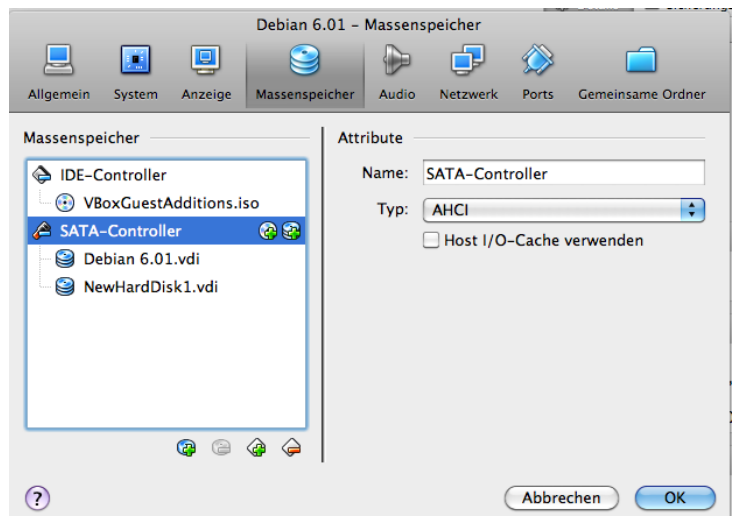 Debian 6.01 – Massenspeicher
Allgemein System Anzeige Massenspeicher Audio Netzwerk Ports Gemeinsame Ordner
Massenspeicher
IDE-Controller
VBoxGuestAdditions.iso
SATA-Controller
Debian 6.01.vdi
NewHardDisk1.vdi
Attribute
Name: SATA-Controller
Typ: AHCI
Host I/O-Cache verwenden
?
Abbrechen OK